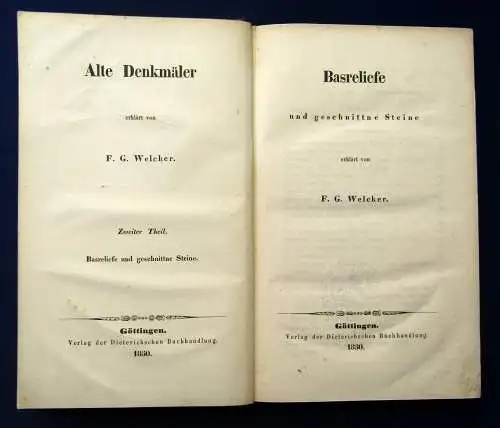 Alte Denkmäler
erklärt von
F. G. Welcker.
Zweiter Theil.
Basreliefe und geschnittne Steine.
Göttingen.
Verlag der Dieterichschen Buchhandlung.
1850.
Basreliefe
und geschnittne Steine
erklärt von
F. G. Welcker.
Göttingen.
Verlag der Dieterichschen Buchhandlung.
1850.